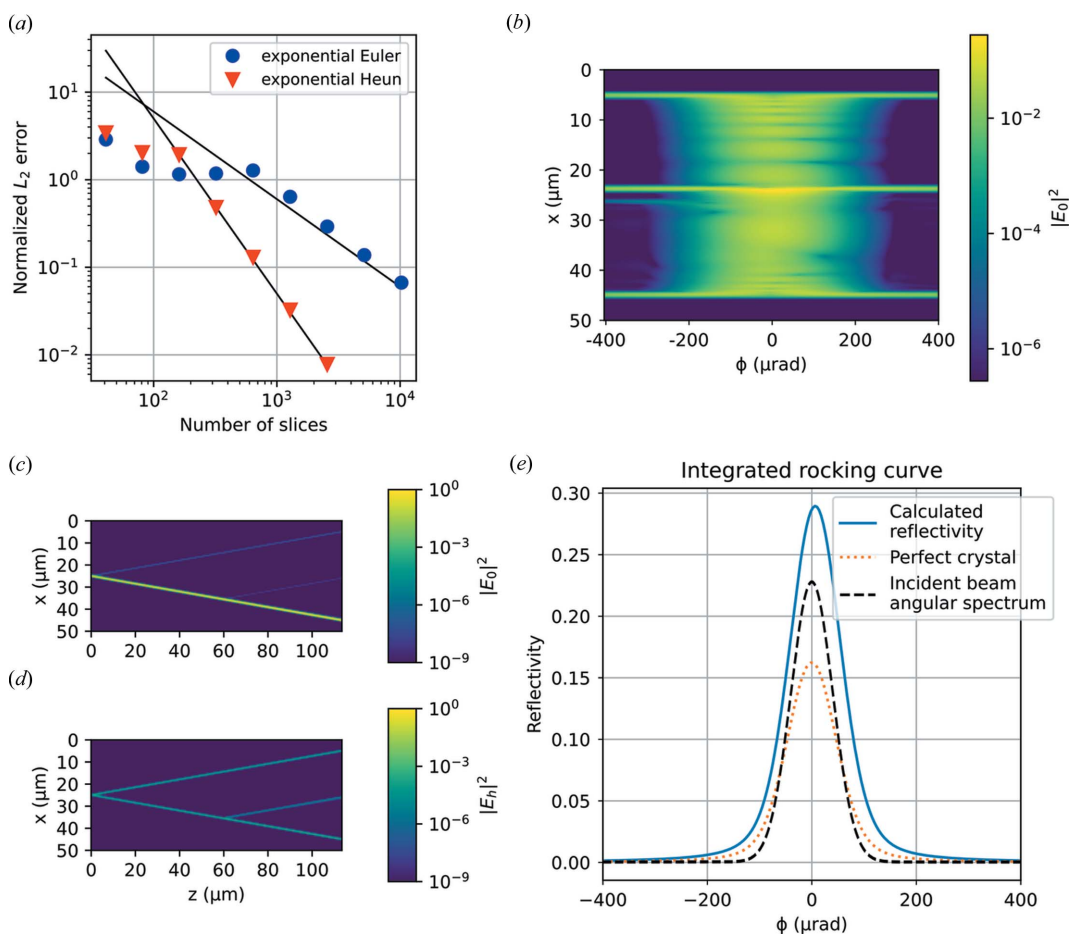 (a)
exponential Euler
exponential Heun
10^1
10^0
10^-1
10^-2
Normalized L_2 error
10^2
10^3
10^4
Number of slices
(b)
0
10
20
30
40
50
x (μm)
-400
-200
0
200
400
ϕ (μrad)
10^-2
10^-4
10^-6
|E_0|^2
(c)
0
10
20
30
40
50
x (μm)
0
20
40
60
80
100
10^0
10^-3
10^-6
10^-9
|E_0|^2
(d)
0
10
20
30
40
50
x (μm)
0
20
40
60
80
100
z (μm)
10^0
10^-3
10^-6
10^-9
|E_h|^2
(e)
Integrated rocking curve
Calculated
reflectivity
Perfect crystal
Incident beam
angular spectrum
0.30
0.25
0.20
0.15
0.10
0.05
0.00
Reflectivity
-400
-200
0
200
400
ϕ (μrad)